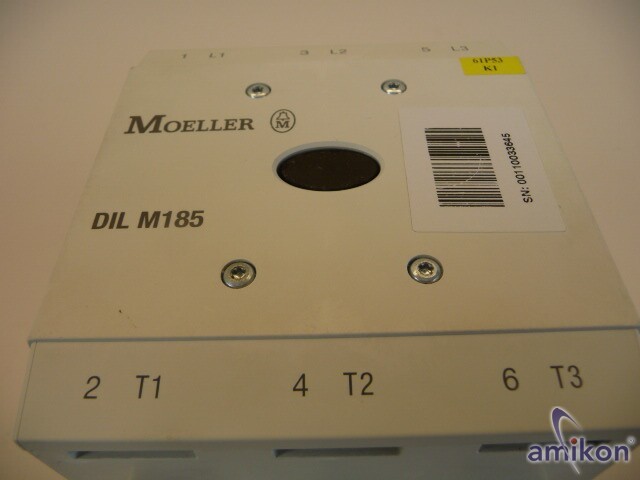 1 L1 3 L2 5 L3
61P53
K1
MOELLER
M
SN: 00110033645
DIL M185
2 T1 4 T2 6 T3
amikon